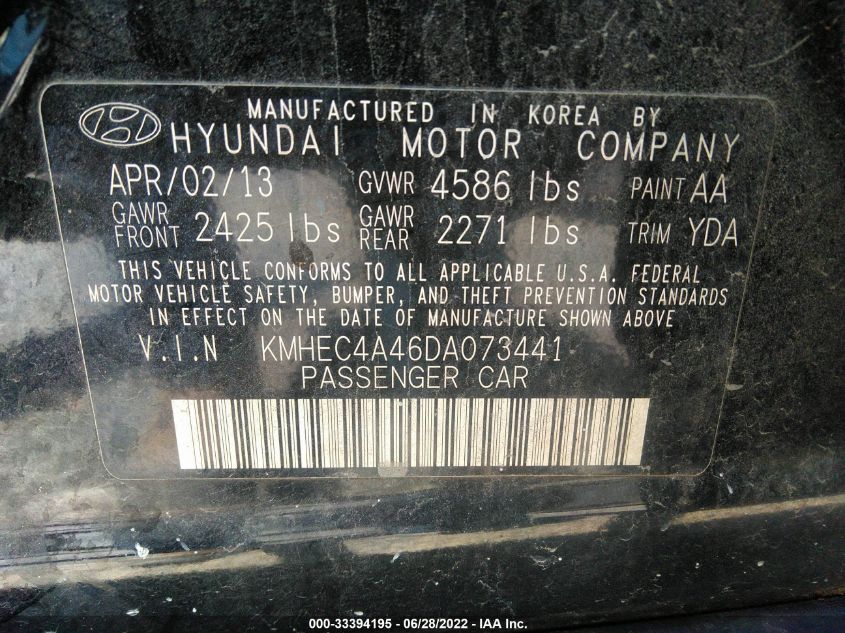 MANUFACTURED IN KOREA BY
HYUNDAI MOTOR COMPANY
APR/02/13 GVWR 4586 lbs PAINT AA
GAWR FRONT 2425 lbs GAWR REAR 2271 lbs TRIM YDA
THIS VEHICLE CONFORMS TO ALL APPLICABLE U.S.A. FEDERAL
MOTOR VEHICLE SAFETY, BUMPER, AND THEFT PREVENTION STANDARDS
IN EFFECT ON THE DATE OF MANUFACTURE SHOWN ABOVE
V.I.N KMHEC4A46DA073441
PASSENGER CAR
000-33394195 - 06/28/2022 - IAA Inc.